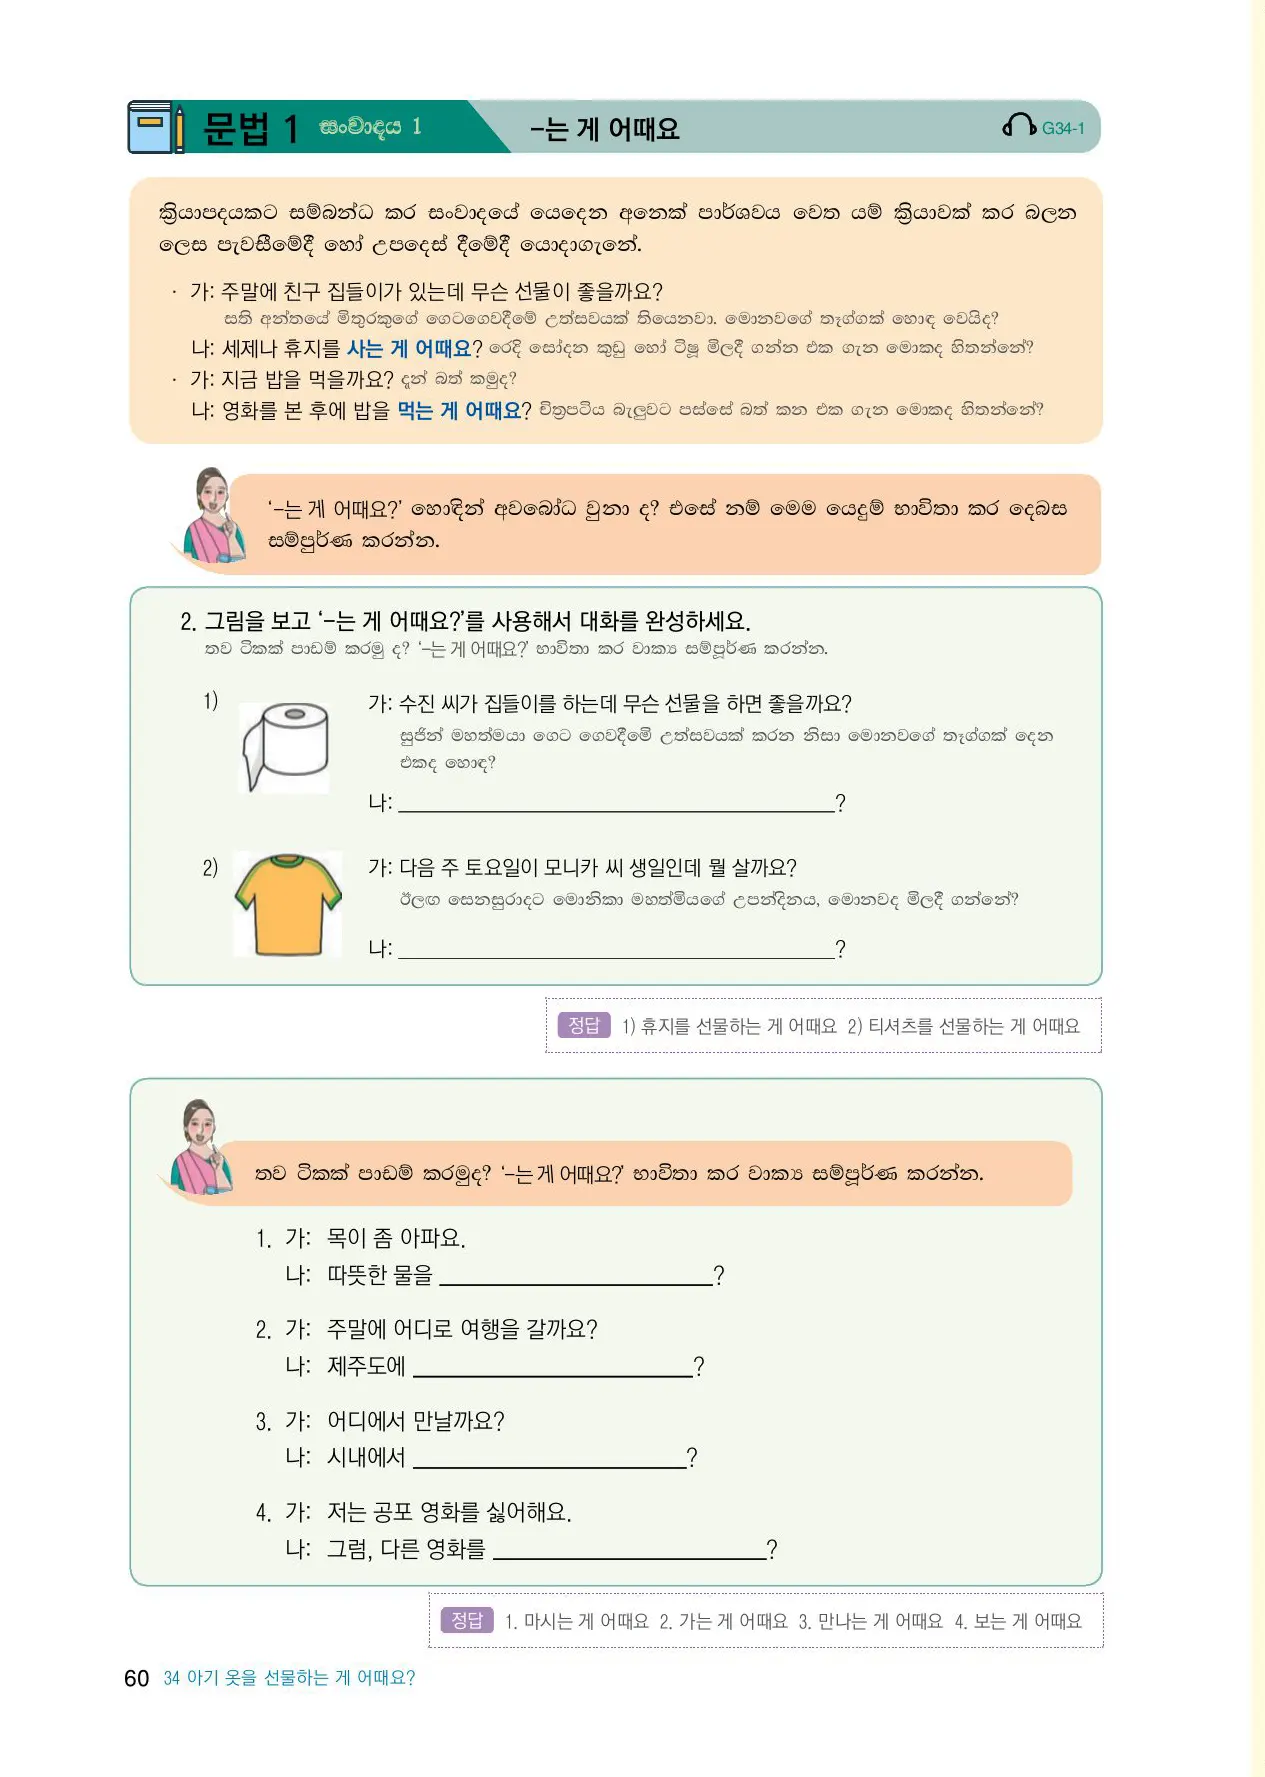 문법 1 සංවාදය 1 -는 게 어때요 G34-1
ක්‍රියාපදයකට සම්බන්ධ කර සංවාදයේ යෙදෙන අනෙක් පාර්ශවය වෙත යම් ක්‍රියාවක් කර බලන
ලෙස පැවසීමේදී හෝ උපදෙස් දීමේදී යොදාගැනේ.
· 가: 주말에 친구 집들이가 있는데 무슨 선물이 좋을까요?
සති අන්තයේ මිතුරකුගේ ගෙටගෙවදීමේ උත්සවයක් තියෙනවා. මොනවගේ තෑග්ගක් හොඳ වෙයිද?
나: 세제나 휴지를 사는 게 어때요? රෙදි සෝදන කුඩු හෝ ටිෂූ මිලදී ගන්න එක ගැන මොකද හිතන්නේ?
· 가: 지금 밥을 먹을까요? දැන් බත් කමුද?
나: 영화를 본 후에 밥을 먹는 게 어때요? චිත්‍රපටිය බැලුවට පස්සේ බත් කන එක ගැන මොකද හිතන්නේ?
‘-는 게 어때요?’ හොඳින් අවබෝධ වුනා ද? එසේ නම් මෙම යෙදුම් භාවිතා කර දෙබස
සම්පුර්ණ කරන්න.
2. 그림을 보고 ‘-는 게 어때요?’를 사용해서 대화를 완성하세요.
තව ටිකක් පාඩම් කරමු ද? ‘-는 게 어때요?’ භාවිතා කර වාක්‍ය සම්පූර්ණ කරන්න.
1) 가: 수진 씨가 집들이를 하는데 무슨 선물을 하면 좋을까요?
සුජින් මහත්මයා ගෙට ගෙවදීමේ උත්සවයක් කරන නිසා මොනවගේ තෑග්ගක් දෙන
එකද හොඳ?
나: ?
2) 가: 다음 주 토요일이 모니카 씨 생일인데 뭘 살까요?
ඊලඟ සෙනසුරාදට මොනිකා මහත්මියගේ උපන්දිනය, මොනවද මිලදී ගන්නේ?
나: ?
정답 1) 휴지를 선물하는 게 어때요 2) 티셔츠를 선물하는 게 어때요
තව ටිකක් පාඩම් කරමුද? ‘-는 게 어때요?’ භාවිතා කර වාක්‍ය සම්පූර්ණ කරන්න.
1. 가: 목이 좀 아파요.
나: 따뜻한 물을 ?
2. 가: 주말에 어디로 여행을 갈까요?
나: 제주도에 ?
3. 가: 어디에서 만날까요?
나: 시내에서 ?
4. 가: 저는 공포 영화를 싫어해요.
나: 그럼, 다른 영화를 ?
정답 1. 마시는 게 어때요 2. 가는 게 어때요 3. 만나는 게 어때요 4. 보는 게 어때요
60 34 아기 옷을 선물하는 게 어때요?